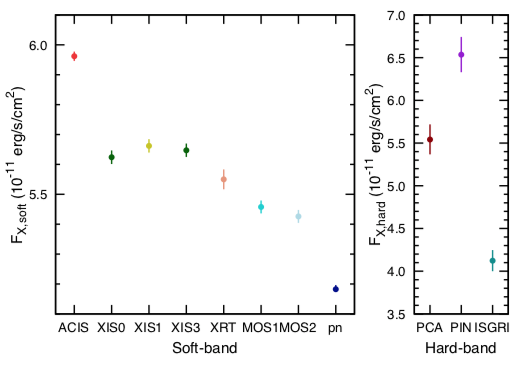 F_X,soft (10^-11 erg/s/cm^2)
6.0
5.5
ACIS XIS0 XIS1 XIS3 XRT MOS1 MOS2 pn
Soft-band
F_X,hard (10^-11 erg/s/cm^2)
7.0
6.5
6.0
5.5
5.0
4.5
4.0
3.5
PCA PIN ISGRI
Hard-band